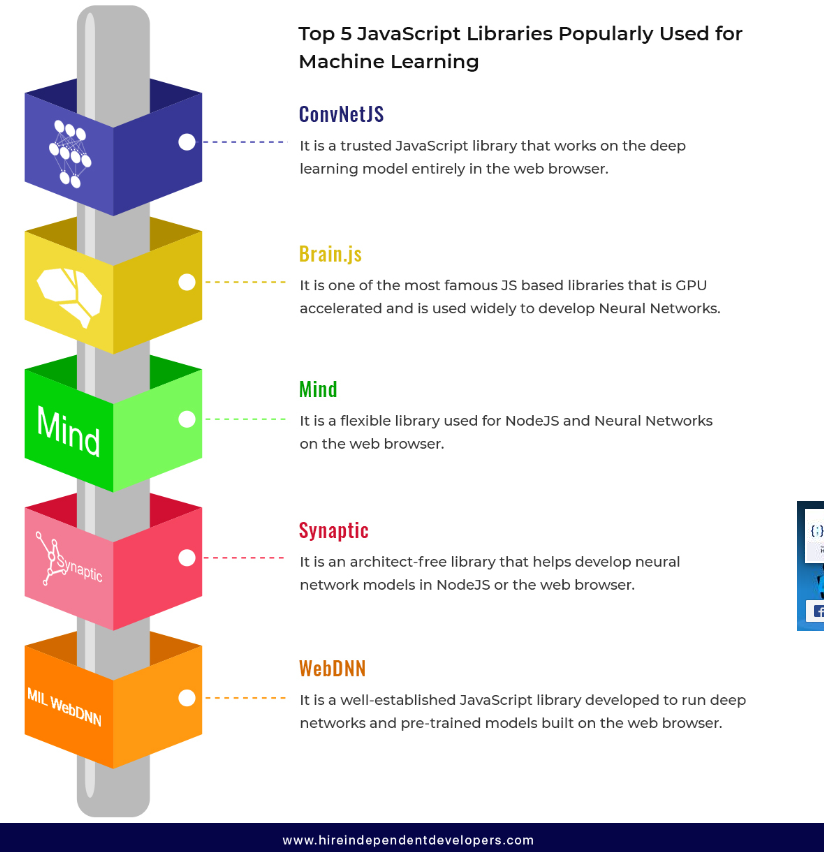 Top 5 JavaScript Libraries Popularly Used for
Machine Learning
ConvNetJS
It is a trusted JavaScript library that works on the deep
learning model entirely in the web browser.
Brain.js
It is one of the most famous JS based libraries that is GPU
accelerated and is used widely to develop Neural Networks.
Mind
Mind
It is a flexible library used for NodeJS and Neural Networks
on the web browser.
Synaptic
Synaptic
It is an architect-free library that helps develop neural
network models in NodeJS or the web browser.
MIL WebDNN
WebDNN
It is a well-established JavaScript library developed to run deep
networks and pre-trained models built on the web browser.
{;}
f
www.hireindependentdevelopers.com